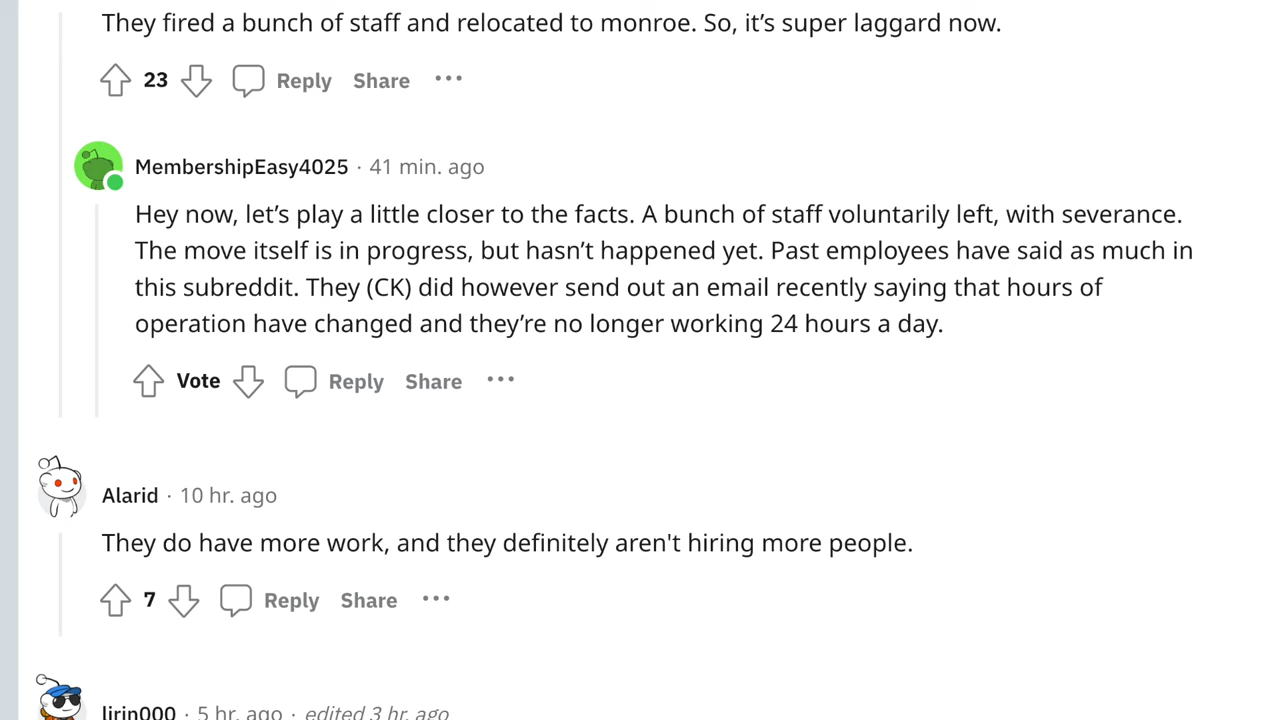 They fired a bunch of staff and relocated to monroe. So, it’s super laggard now.
23 Reply Share ···
MembershipEasy4025 · 41 min. ago
Hey now, let’s play a little closer to the facts. A bunch of staff voluntarily left, with severance.
The move itself is in progress, but hasn’t happened yet. Past employees have said as much in
this subreddit. They (CK) did however send out an email recently saying that hours of
operation have changed and they’re no longer working 24 hours a day.
Vote Reply Share ···
Alarid · 10 hr. ago
They do have more work, and they definitely aren't hiring more people.
7 Reply Share ···
lirin000 · 5 hr. ago · edited 3 hr. ago